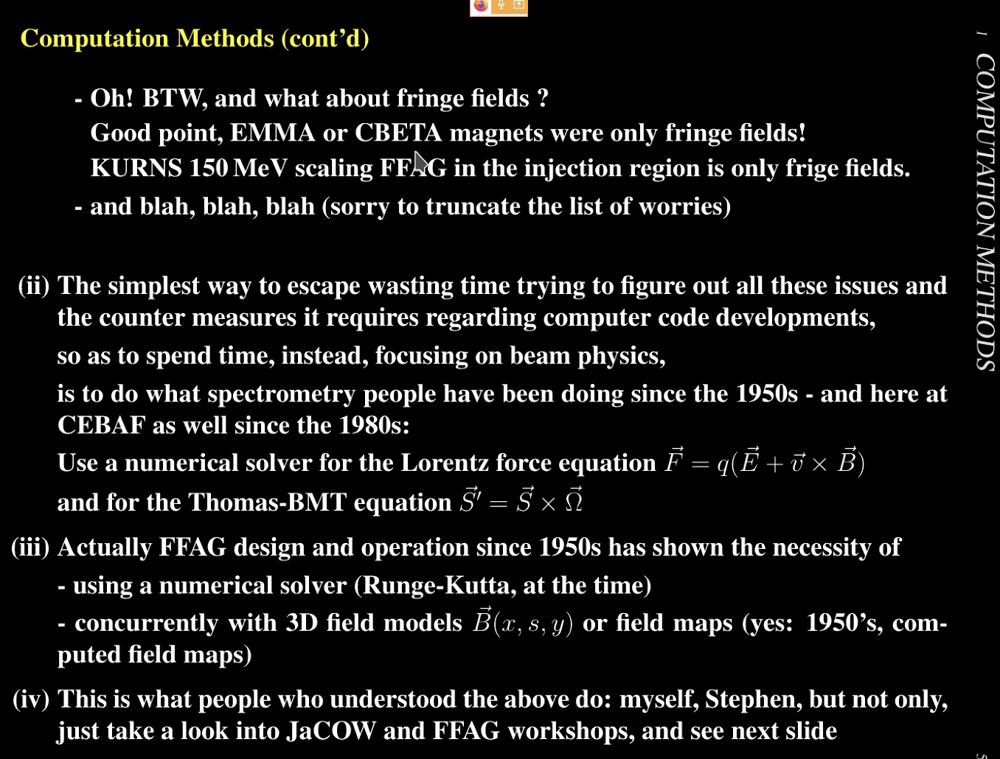 Computation Methods (cont'd)
- Oh! BTW, and what about fringe fields ?
Good point, EMMA or CBETA magnets were only fringe fields!
KURNS 150 MeV scaling FFAG in the injection region is only frige fields.
- and blah, blah, blah (sorry to truncate the list of worries)
(ii) The simplest way to escape wasting time trying to figure out all these issues and
the counter measures it requires regarding computer code developments,
so as to spend time, instead, focusing on beam physics,
is to do what spectrometry people have been doing since the 1950s - and here at
CEBAF as well since the 1980s:
Use a numerical solver for the Lorentz force equation $\vec{F} = q(\vec{E} + \vec{v} \times \vec{B})$
and for the Thomas-BMT equation $\vec{S}' = \vec{S} \times \vec{\Omega}$
(iii) Actually FFAG design and operation since 1950s has shown the necessity of
- using a numerical solver (Runge-Kutta, at the time)
- concurrently with 3D field models $\vec{B}(x, s, y)$ or field maps (yes: 1950's, com-
puted field maps)
(iv) This is what people who understood the above do: myself, Stephen, but not only,
just take a look into JaCOW and FFAG workshops, and see next slide
1 COMPUTATION METHODS